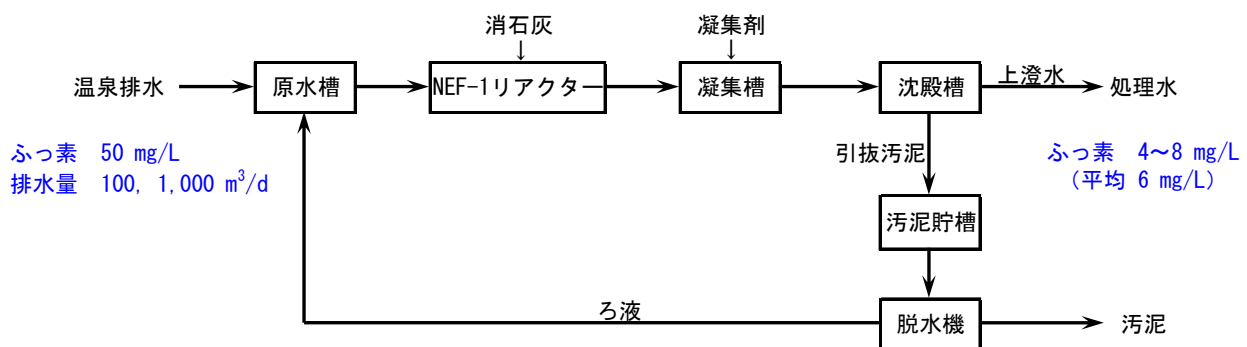 消石灰
凝集剤
↓
↓
温泉排水
原水槽
NEF-1リアクター
凝集槽
沈殿槽
上澄水
処理水
ふっ素 50 mg/L
排水量 100, 1,000 m³/d
引抜汚泥
ふっ素 4～8 mg/L
(平均 6 mg/L)
汚泥貯槽
ろ液
脱水機
汚泥